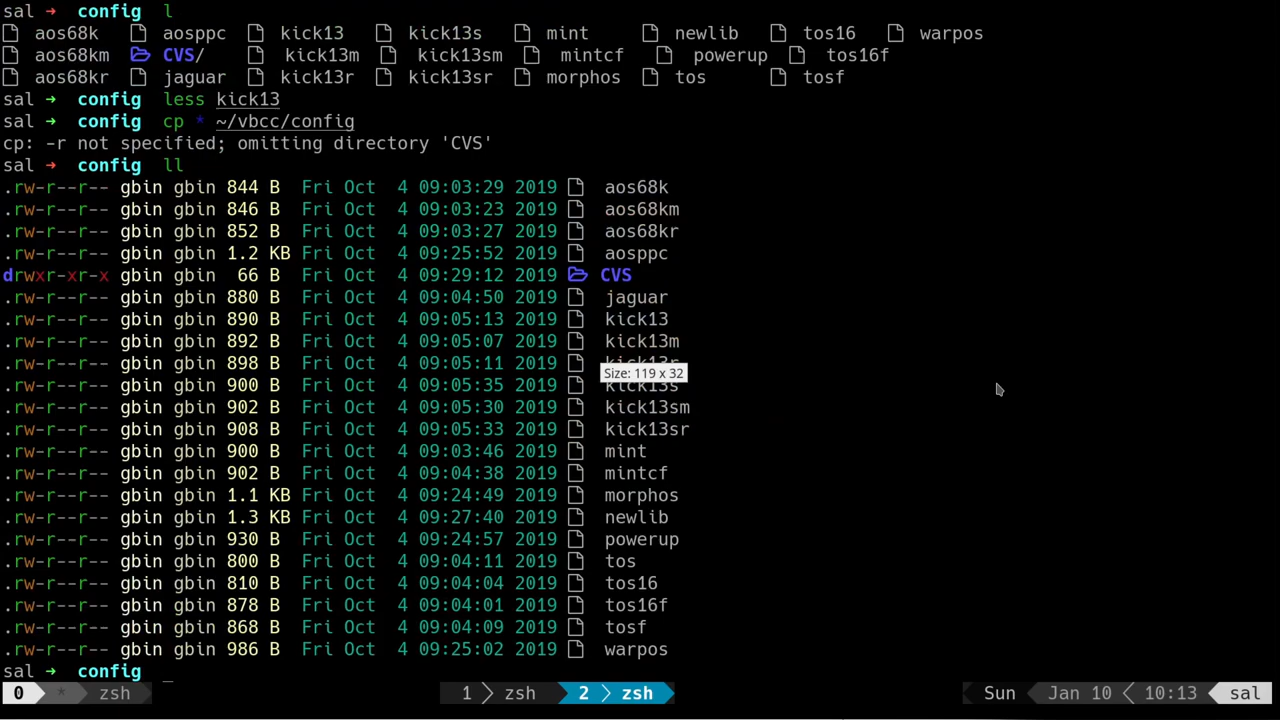 sal → config l
aos68k aosppc kick13 kick13s mint newlib tos16 warpos
aos68km CVS/ kick13m kick13sm mintcf powerup tos16f
aos68kr jaguar kick13r kick13sr morphos tos tosf
sal → config less kick13
sal → config cp * ~/vbcc/config
cp: -r not specified; omitting directory 'CVS'
sal → config ll
.rw-r--r-- gbin gbin 844 B Fri Oct 4 09:03:29 2019 aos68k
.rw-r--r-- gbin gbin 846 B Fri Oct 4 09:03:23 2019 aos68km
.rw-r--r-- gbin gbin 852 B Fri Oct 4 09:03:27 2019 aos68kr
.rw-r--r-- gbin gbin 1.2 KB Fri Oct 4 09:25:52 2019 aosppc
drwxr-xr-x gbin gbin 66 B Fri Oct 4 09:29:12 2019 CVS
.rw-r--r-- gbin gbin 880 B Fri Oct 4 09:04:50 2019 jaguar
.rw-r--r-- gbin gbin 890 B Fri Oct 4 09:05:13 2019 kick13
.rw-r--r-- gbin gbin 892 B Fri Oct 4 09:05:07 2019 kick13m
.rw-r--r-- gbin gbin 898 B Fri Oct 4 09:05:11 2019 kick13r
Size: 119 x 32
.rw-r--r-- gbin gbin 900 B Fri Oct 4 09:05:35 2019 kick13s
.rw-r--r-- gbin gbin 902 B Fri Oct 4 09:05:30 2019 kick13sm
.rw-r--r-- gbin gbin 908 B Fri Oct 4 09:05:33 2019 kick13sr
.rw-r--r-- gbin gbin 900 B Fri Oct 4 09:03:46 2019 mint
.rw-r--r-- gbin gbin 902 B Fri Oct 4 09:04:38 2019 mintcf
.rw-r--r-- gbin gbin 1.1 KB Fri Oct 4 09:24:49 2019 morphos
.rw-r--r-- gbin gbin 1.3 KB Fri Oct 4 09:27:40 2019 newlib
.rw-r--r-- gbin gbin 930 B Fri Oct 4 09:24:57 2019 powerup
.rw-r--r-- gbin gbin 800 B Fri Oct 4 09:04:11 2019 tos
.rw-r--r-- gbin gbin 810 B Fri Oct 4 09:04:04 2019 tos16
.rw-r--r-- gbin gbin 878 B Fri Oct 4 09:04:01 2019 tos16f
.rw-r--r-- gbin gbin 868 B Fri Oct 4 09:04:09 2019 tosf
.rw-r--r-- gbin gbin 986 B Fri Oct 4 09:25:02 2019 warpos
sal → config _
0 * zsh 1 zsh 2 zsh Sun Jan 10 10:13 sal